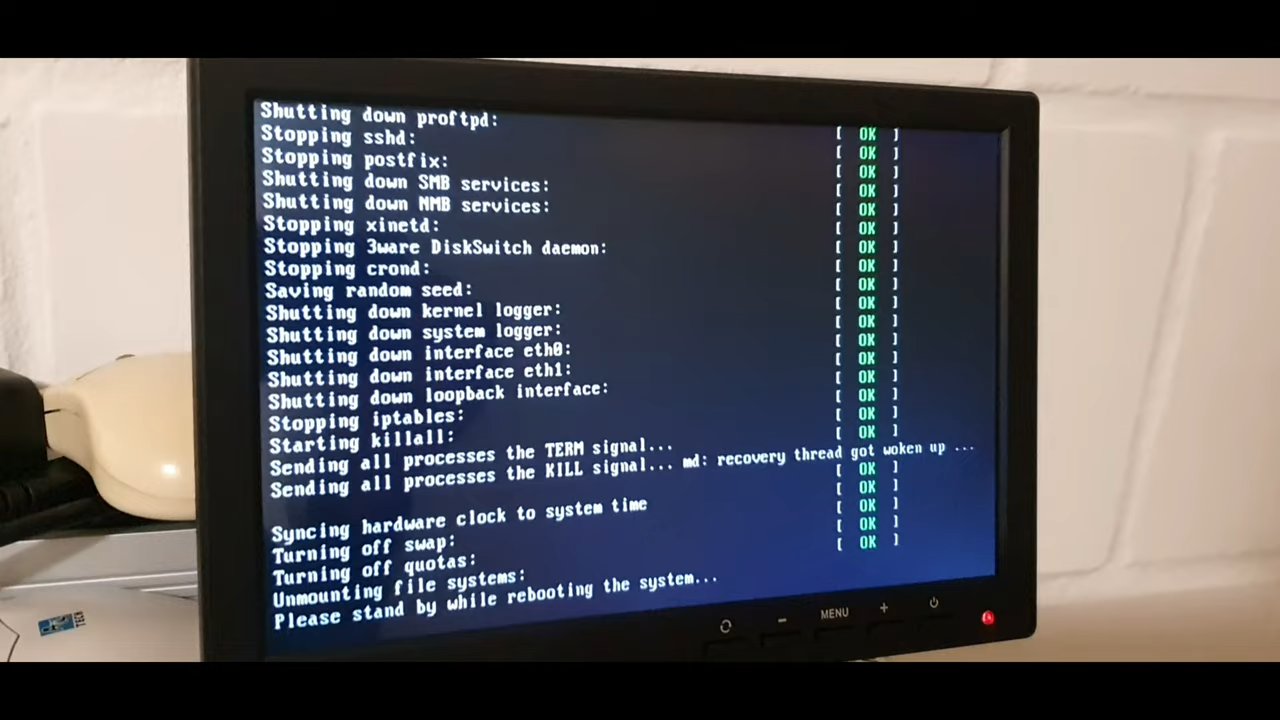 Shutting down proftpd: [ OK ]
Stopping sshd: [ OK ]
Stopping postfix: [ OK ]
Shutting down SMB services: [ OK ]
Shutting down NMB services: [ OK ]
Stopping xinetd: [ OK ]
Stopping 3ware DiskSwitch daemon: [ OK ]
Stopping crond: [ OK ]
Saving random seed: [ OK ]
Shutting down kernel logger: [ OK ]
Shutting down system logger: [ OK ]
Shutting down interface eth0: [ OK ]
Shutting down interface eth1: [ OK ]
Shutting down loopback interface: [ OK ]
Stopping iptables: [ OK ]
Starting killall: [ OK ]
Sending all processes the TERM signal... [ OK ]
Sending all processes the KILL signal... md: recovery thread got woken up ...
[ OK ]
Syncing hardware clock to system time [ OK ]
Turning off swap: [ OK ]
Turning off quotas: [ OK ]
Unmounting file systems: [ OK ]
Please stand by while rebooting the system...
MENU